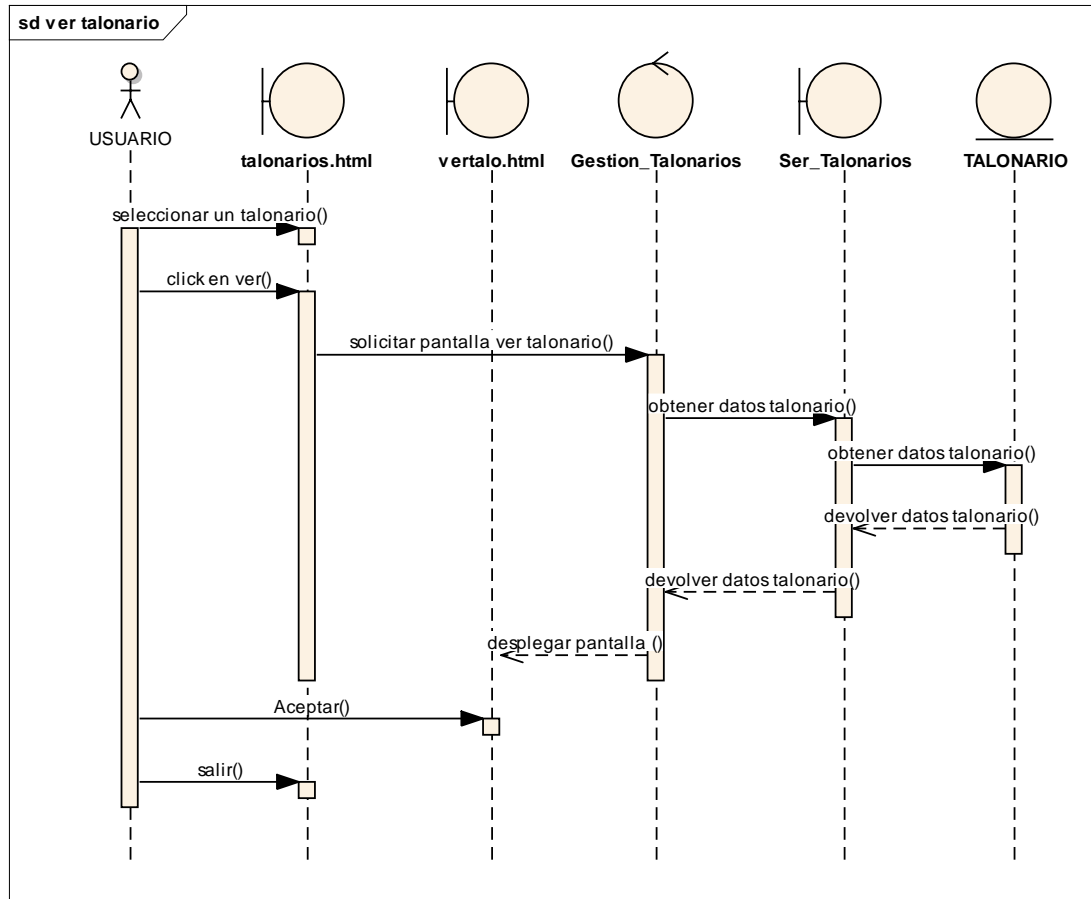 sd ver talonario
USUARIO
talonarios.html
vertalo.html
Gestion_Talonarios
Ser_Talonarios
TALONARIO
seleccionar un talonario()
click en ver()
solicitar pantalla ver talonario()
obtener datos talonario()
obtener datos talonario()
devolver datos talonario()
devolver datos talonario()
desplegar pantalla ()
Aceptar()
salir()